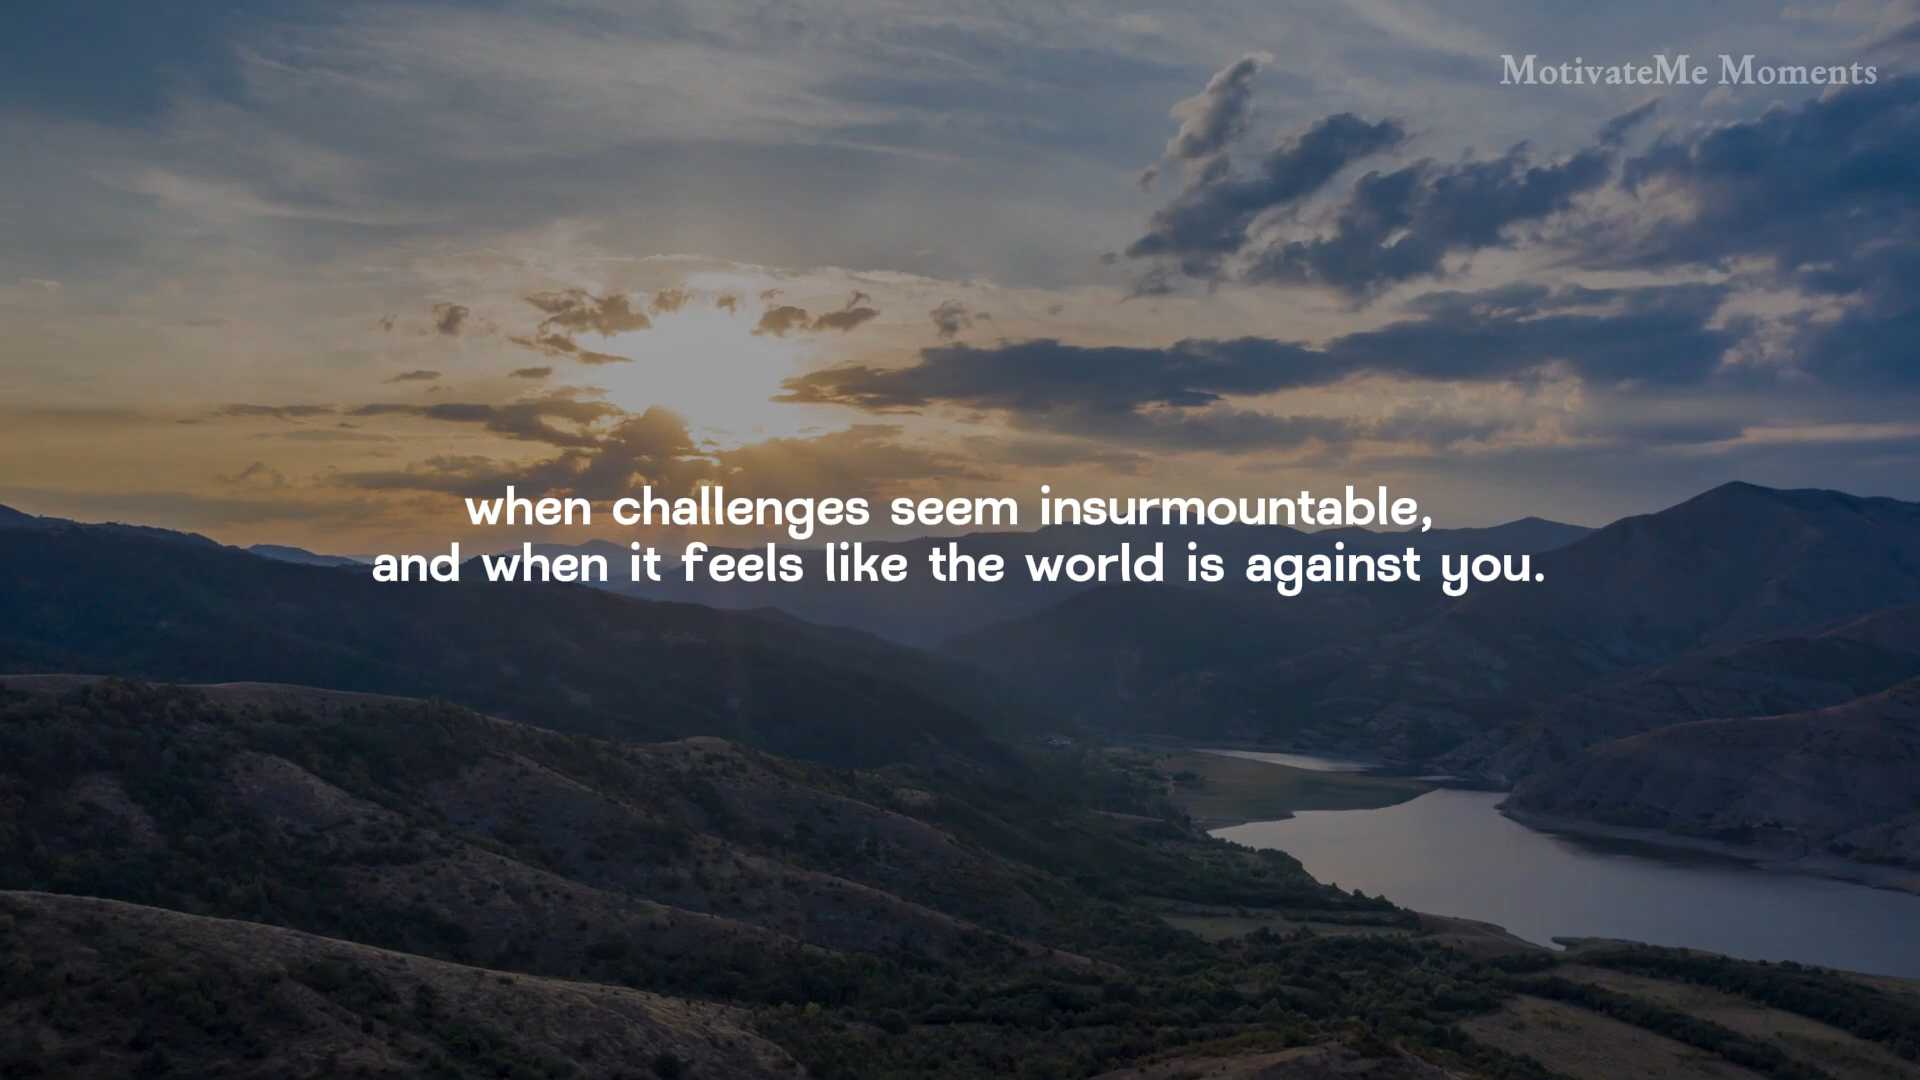 MotivateMe Moments
when challenges seem insurmountable,
and when it feels like the world is against you.